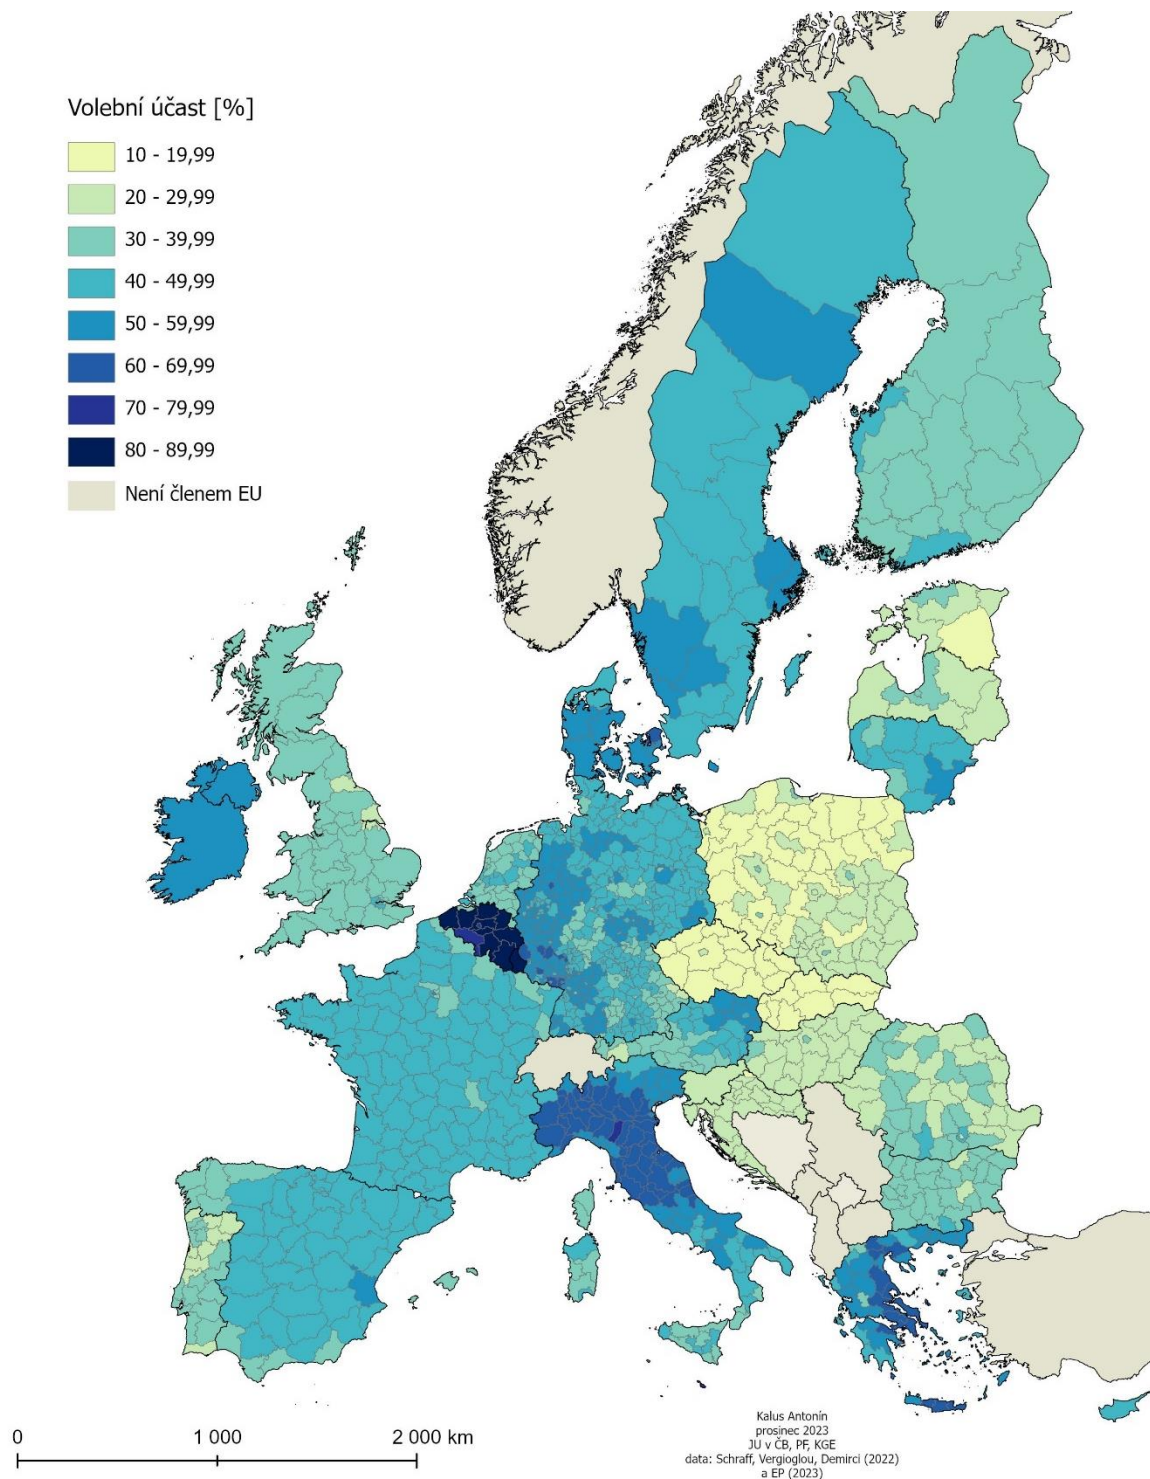 Volební účast [%]
10 - 19,99
20 - 29,99
30 - 39,99
40 - 49,99
50 - 59,99
60 - 69,99
70 - 79,99
80 - 89,99
Není členem EU
0 1 000 2 000 km
Kalus Antonín
prosinec 2023
JU v ČB, PF, KGE
data: Schraff, Vergioglou, Demirci (2022)
a EP (2023)